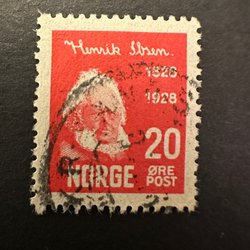 Henrik Ibsen.
1828
1928
20
NORGE ØRE
POST